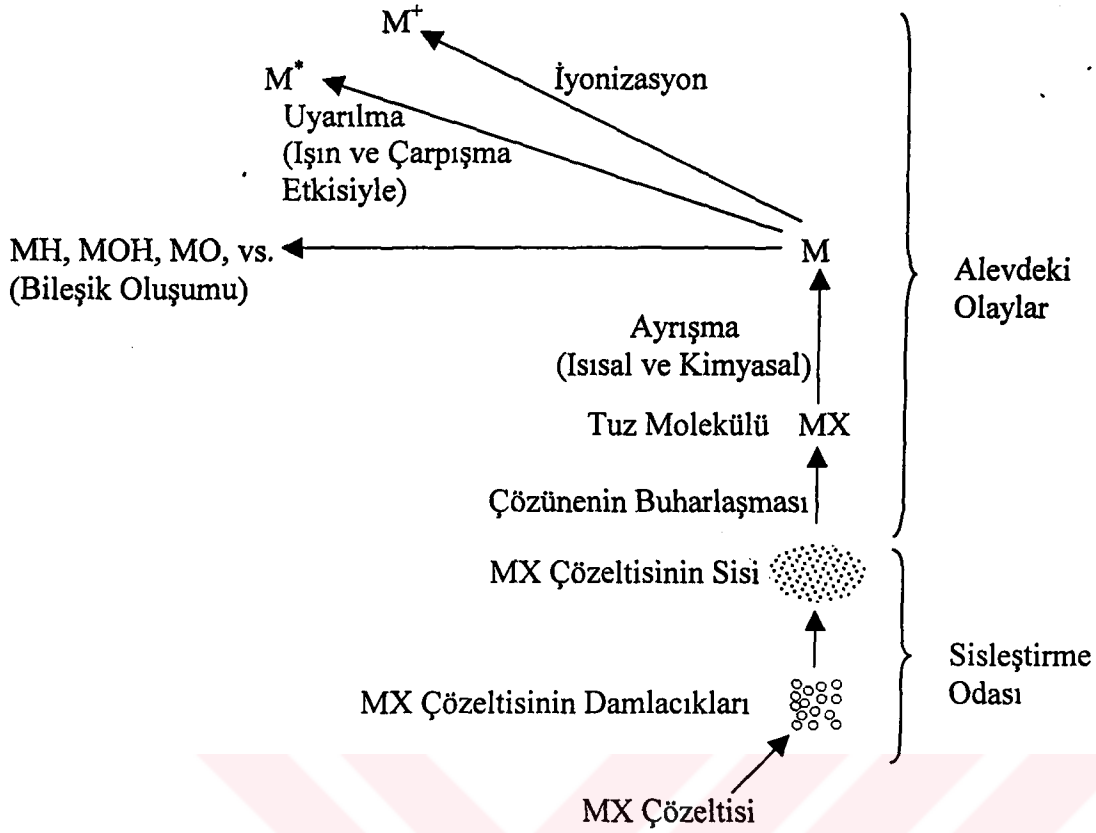 M⁺
İyonizasyon
M*
Uyarılma
(Işın ve Çarpışma
Etkisiyle)
MH, MOH, MO, vs.
(Bileşik Oluşumu)
M
Alevdeki
Olaylar
Ayrışma
(Isısal ve Kimyasal)
Tuz Molekülü MX
Çözünenin Buharlaşması
MX Çözeltisinin Sisi
Sisleştirme
Odası
MX Çözeltisinin Damlacıkları
MX Çözeltisi